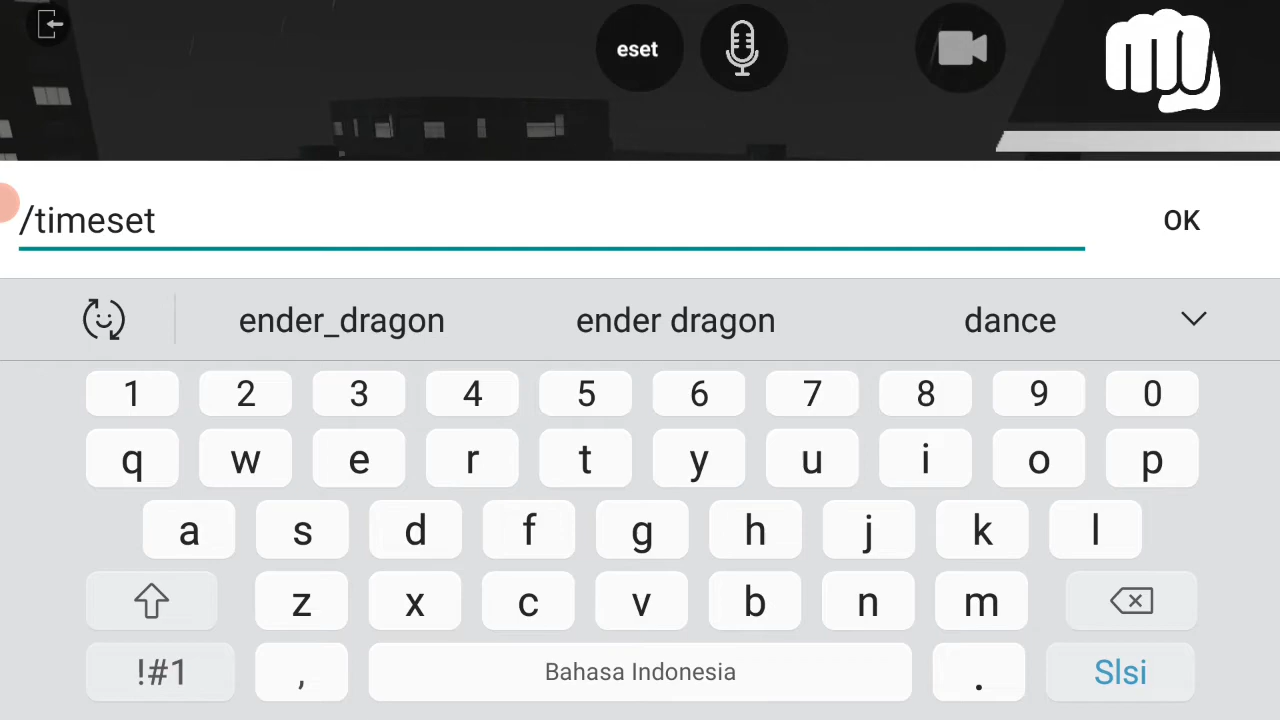 eset
/timeset
OK
ender_dragon ender dragon dance
1 2 3 4 5 6 7 8 9 0
q w e r t y u i o p
a s d f g h j k l
z x c v b n m
!#1 , Bahasa Indonesia . Slsi